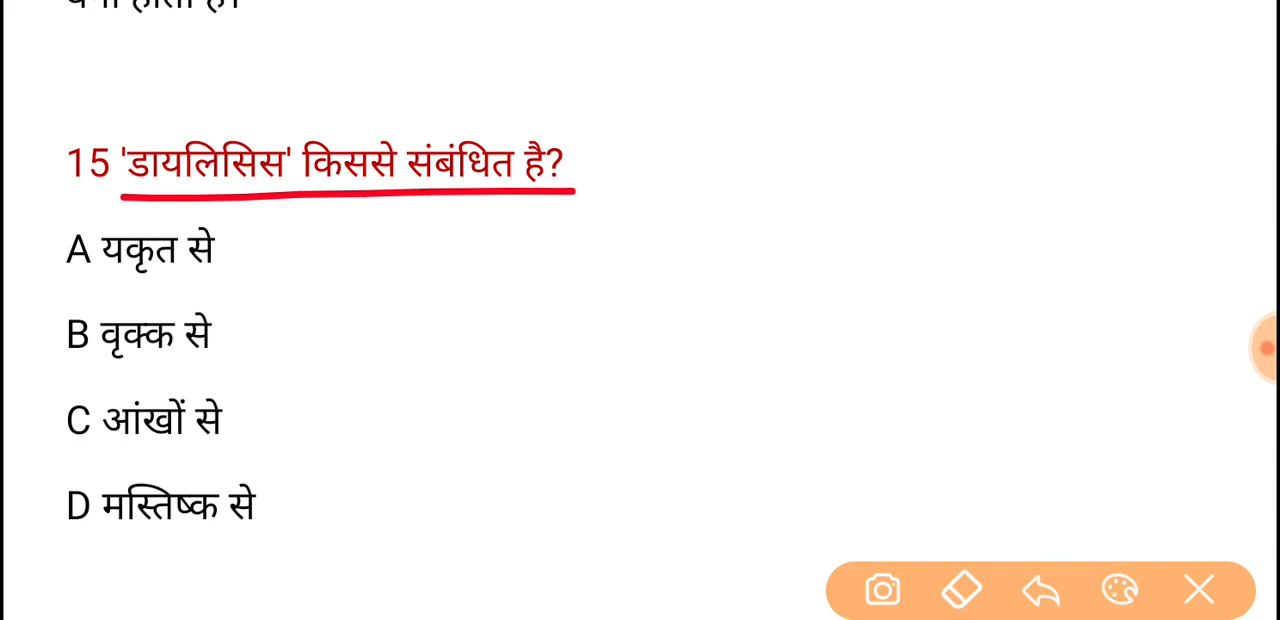 15 'डायलिसिस' किससे संबंधित है?
A यकृत से
B वृक्क से
C आंखों से
D मस्तिष्क से